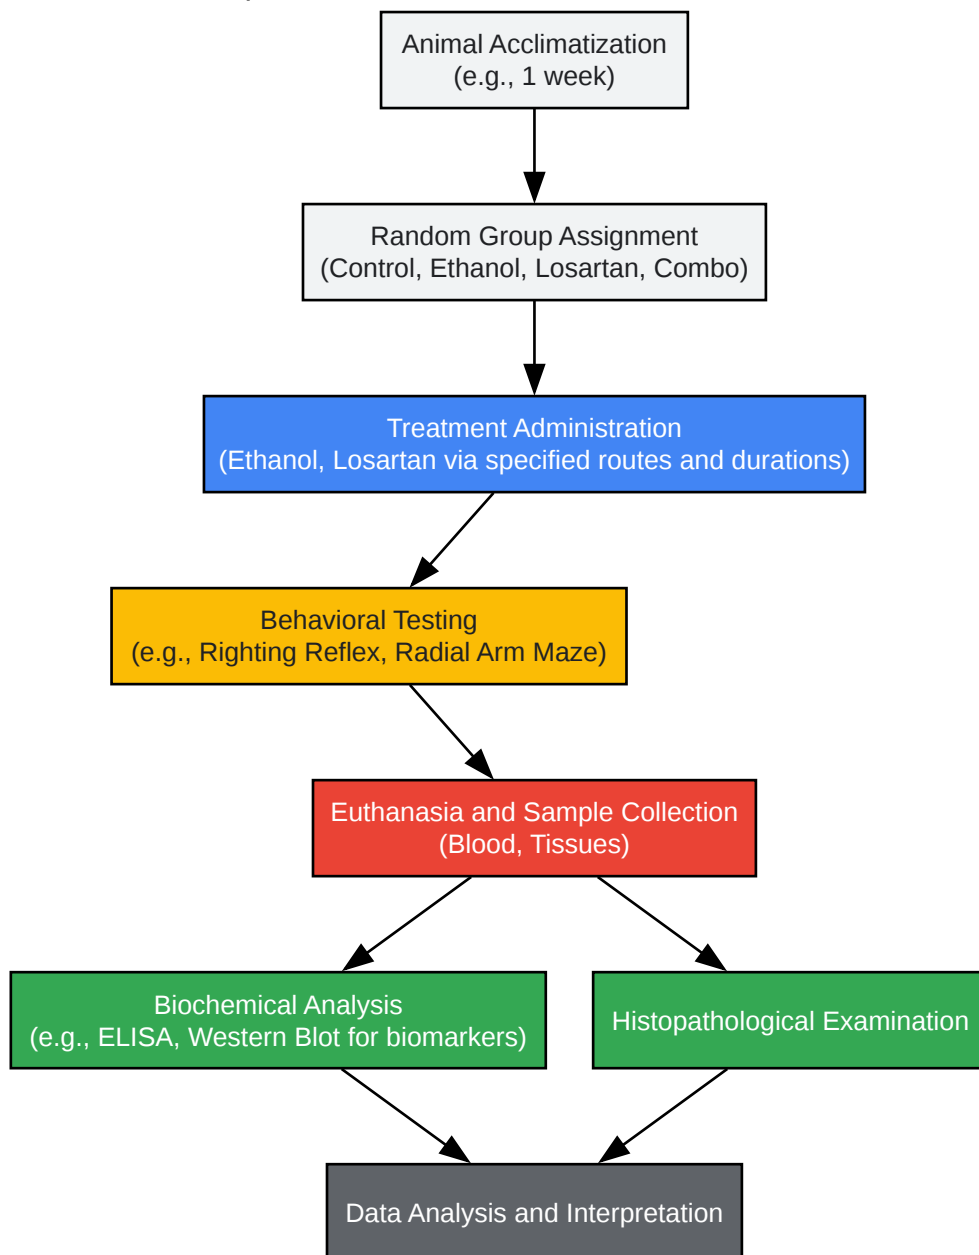 Animal Acclimatization
(e.g., 1 week)
Random Group Assignment
(Control, Ethanol, Losartan, Combo)
Treatment Administration
(Ethanol, Losartan via specified routes and durations)
Behavioral Testing
(e.g., Righting Reflex, Radial Arm Maze)
Euthanasia and Sample Collection
(Blood, Tissues)
Biochemical Analysis
(e.g., ELISA, Western Blot for biomarkers)
Histopathological Examination
Data Analysis and Interpretation